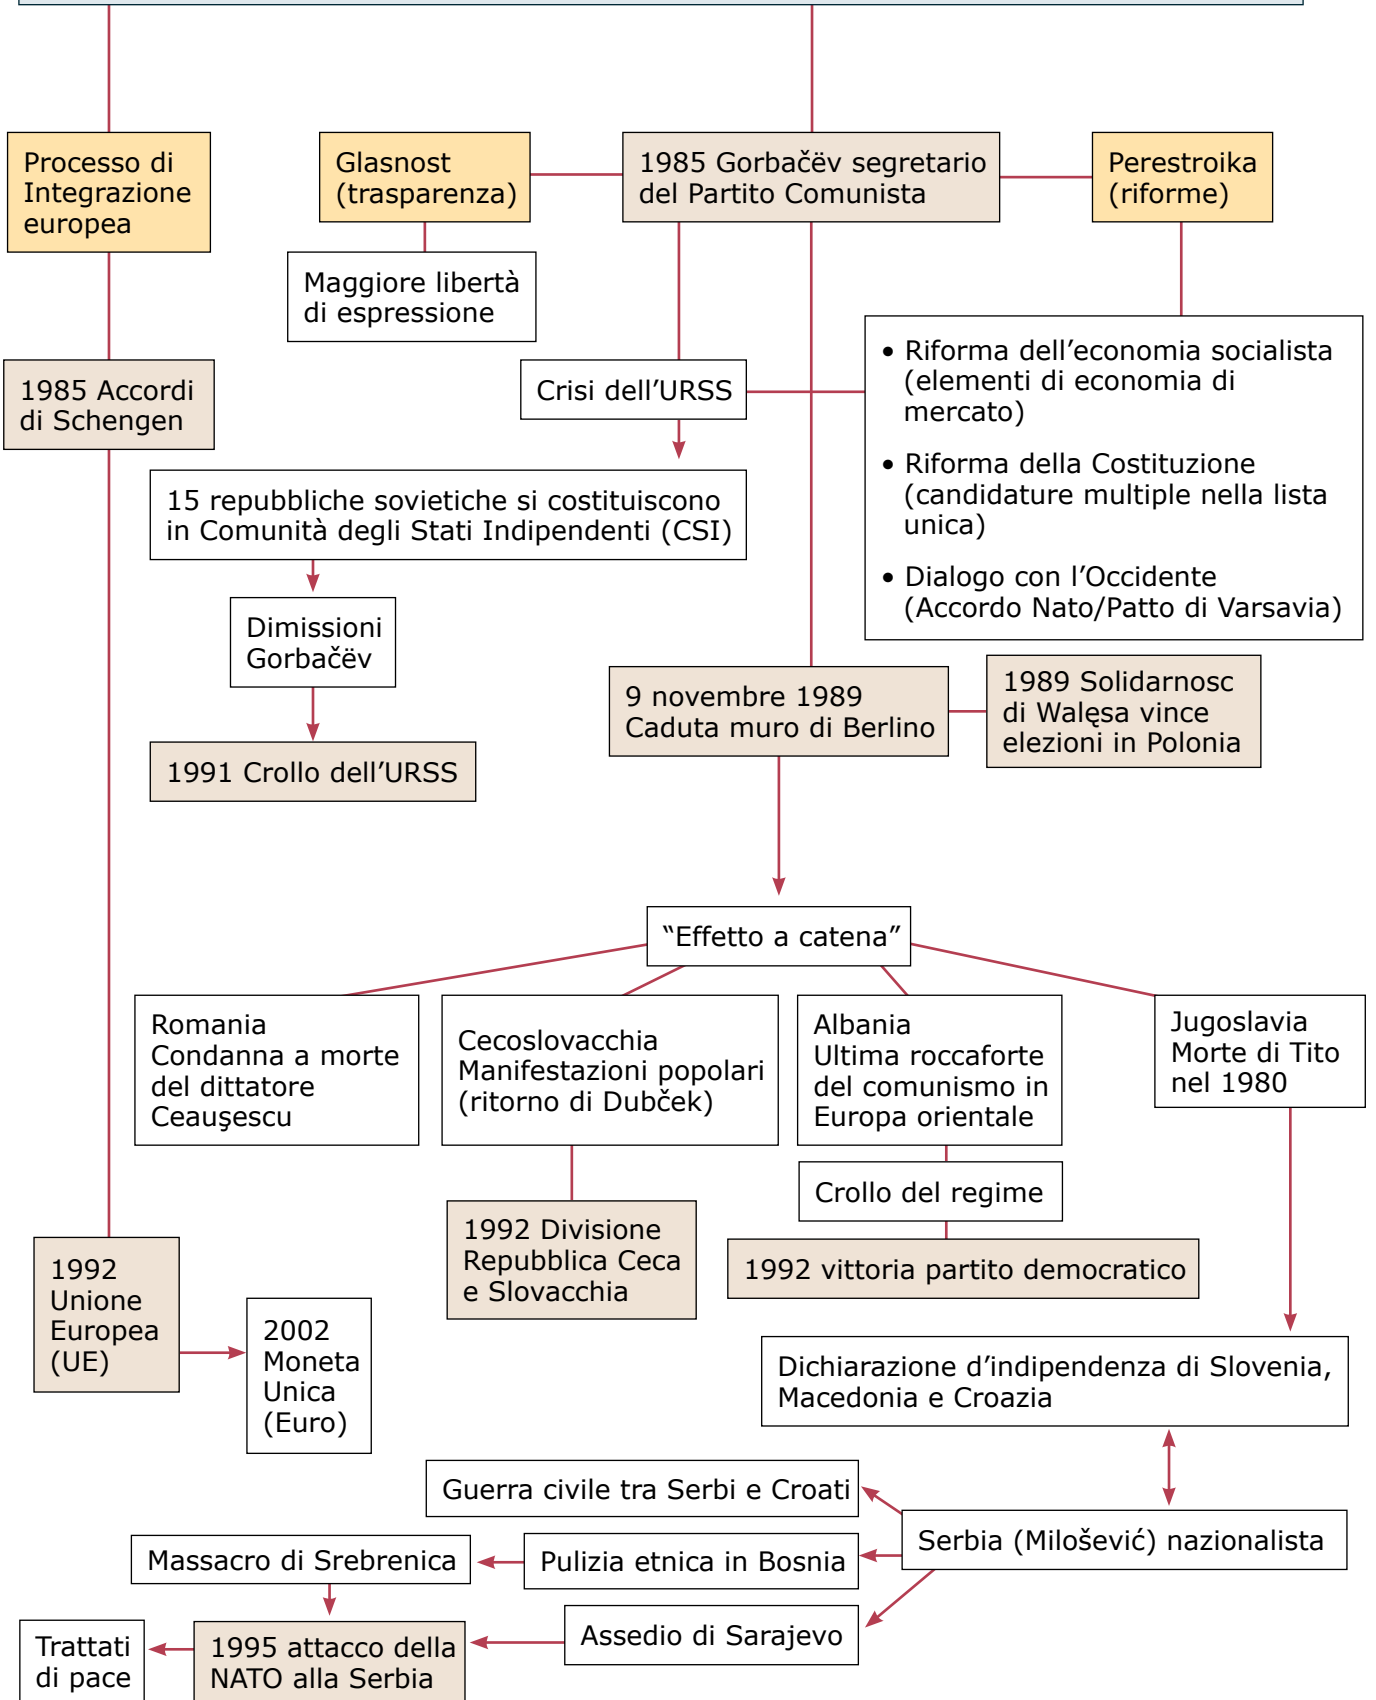 Processo di
Integrazione
europea
Glasnost
(trasparenza)
1985 Gorbačëv segretario
del Partito Comunista
Perestroika
(riforme)
Maggiore libertà
di espressione
1985 Accordi
di Schengen
Crisi dell’URSS
• Riforma dell’economia socialista
(elementi di economia di
mercato)
• Riforma della Costituzione
(candidature multiple nella lista
unica)
• Dialogo con l’Occidente
(Accordo Nato/Patto di Varsavia)
15 repubbliche sovietiche si costituiscono
in Comunità degli Stati Indipendenti (CSI)
Dimissioni
Gorbačëv
9 novembre 1989
Caduta muro di Berlino
1989 Solidarnosc
di Walęsa vince
elezioni in Polonia
1991 Crollo dell’URSS
“Effetto a catena”
Romania
Condanna a morte
del dittatore
Ceauşescu
Cecoslovacchia
Manifestazioni popolari
(ritorno di Dubček)
Albania
Ultima roccaforte
del comunismo in
Europa orientale
Jugoslavia
Morte di Tito
nel 1980
Crollo del regime
1992 Divisione
Repubblica Ceca
e Slovacchia
1992 vittoria partito democratico
1992
Unione
Europea
(UE)
2002
Moneta
Unica
(Euro)
Dichiarazione d’indipendenza di Slovenia,
Macedonia e Croazia
Guerra civile tra Serbi e Croati
Serbia (Milošević) nazionalista
Massacro di Srebrenica
Pulizia etnica in Bosnia
Assedio di Sarajevo
Trattati
di pace
1995 attacco della
NATO alla Serbia